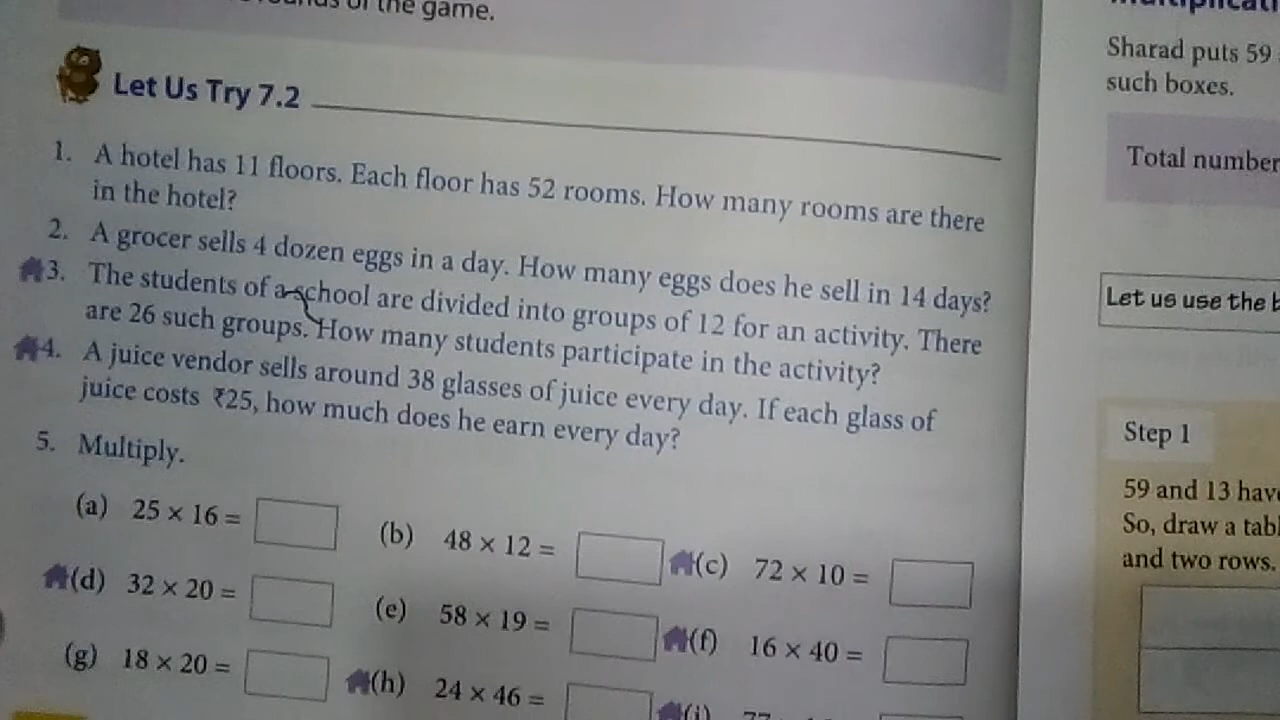 of the game.
Let Us Try 7.2
1. A hotel has 11 floors. Each floor has 52 rooms. How many rooms are there
in the hotel?
2. A grocer sells 4 dozen eggs in a day. How many eggs does he sell in 14 days?
3. The students of a school are divided into groups of 12 for an activity. There
are 26 such groups. How many students participate in the activity?
4. A juice vendor sells around 38 glasses of juice every day. If each glass of
juice costs ₹25, how much does he earn every day?
5. Multiply.
(a) 25 × 16 = (b) 48 × 12 = (c) 72 × 10 =
(d) 32 × 20 = (e) 58 × 19 = (f) 16 × 40 =
(g) 18 × 20 = (h) 24 × 46 = (i)
Sharad puts 59
such boxes.
Total number
Let us use the
Step 1
59 and 13 have
So, draw a
and two rows.